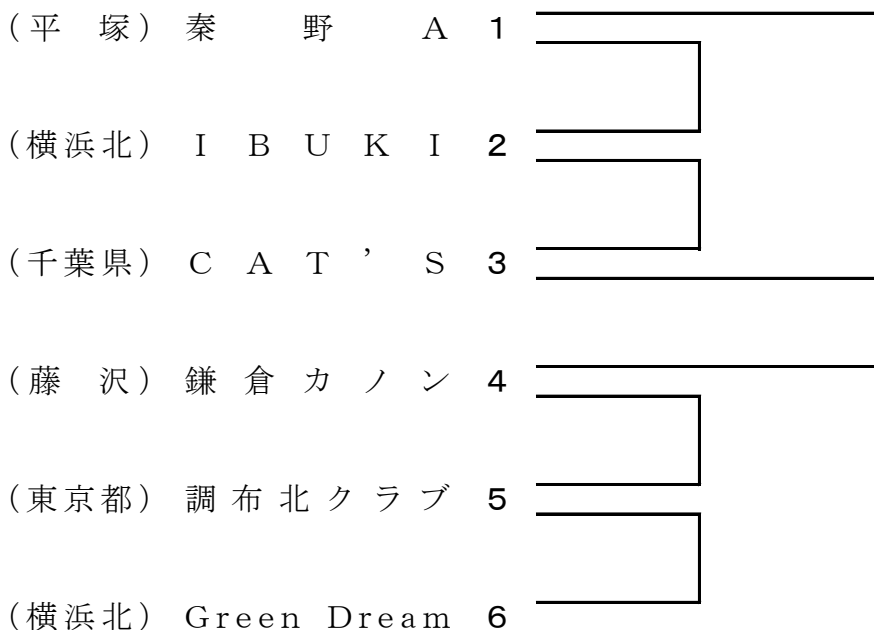 (平 塚) 秦 野 A 1
(横浜北) I B U K I 2
(千葉県) C A T ’ S 3
(藤 沢) 鎌倉カノン 4
(東京都) 調布北クラブ 5
(横浜北) Green Dream 6